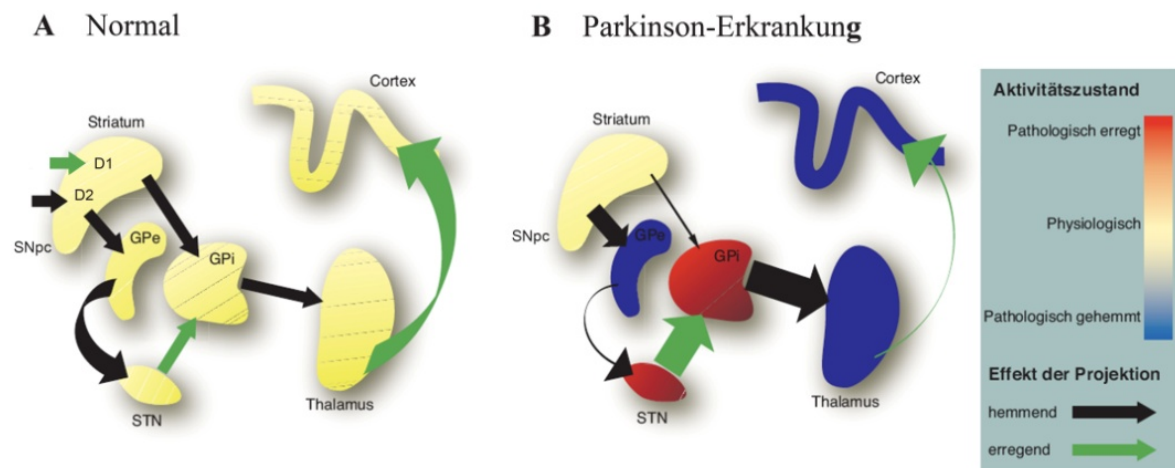 A Normal
Cortex
Striatum
D1
D2
SNpc
GPe
GPi
STN
Thalamus
B Parkinson-Erkrankung
Cortex
Striatum
SNpc
GPe
GPi
STN
Thalamus
Aktivitätszustand
Pathologisch erregt
Physiologisch
Pathologisch gehemmt
Effekt der Projektion
hemmend
erregend